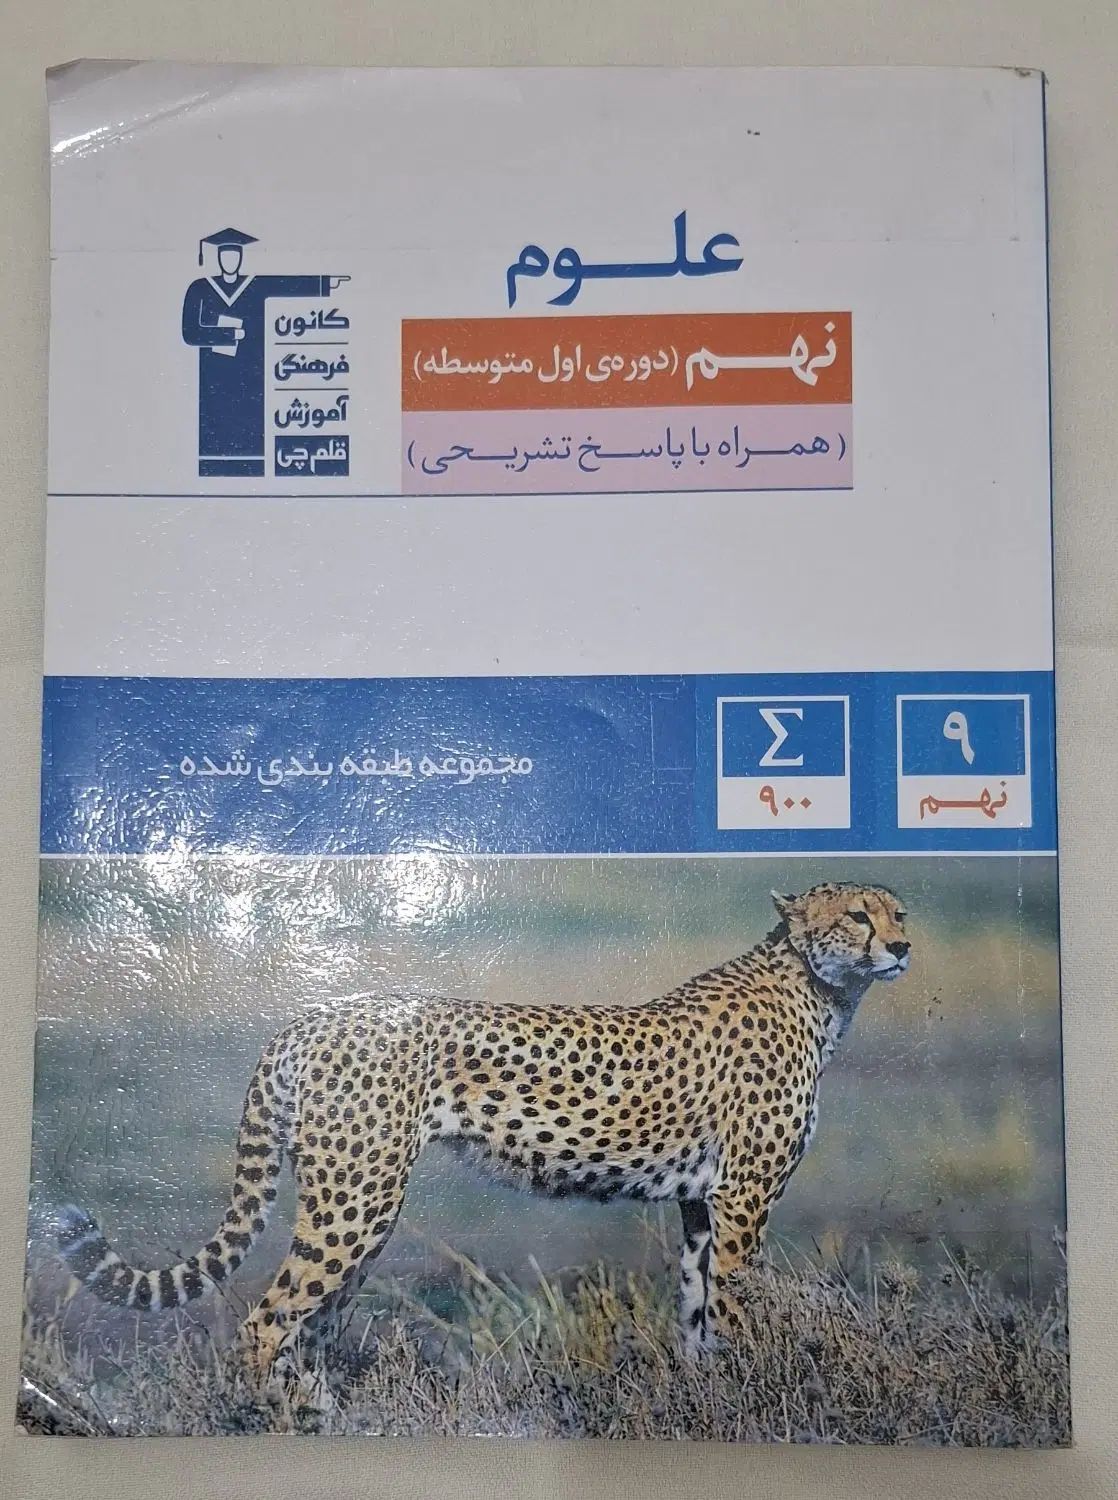 علوم
نهم (دوره‌ی اول متوسطه)
(همراه با پاسخ تشریحی)
کانون
فرهنگی
آموزش
قلم‌چی
۹
نهم
Σ
۹۰۰
مجموعه طبقه بندی شده